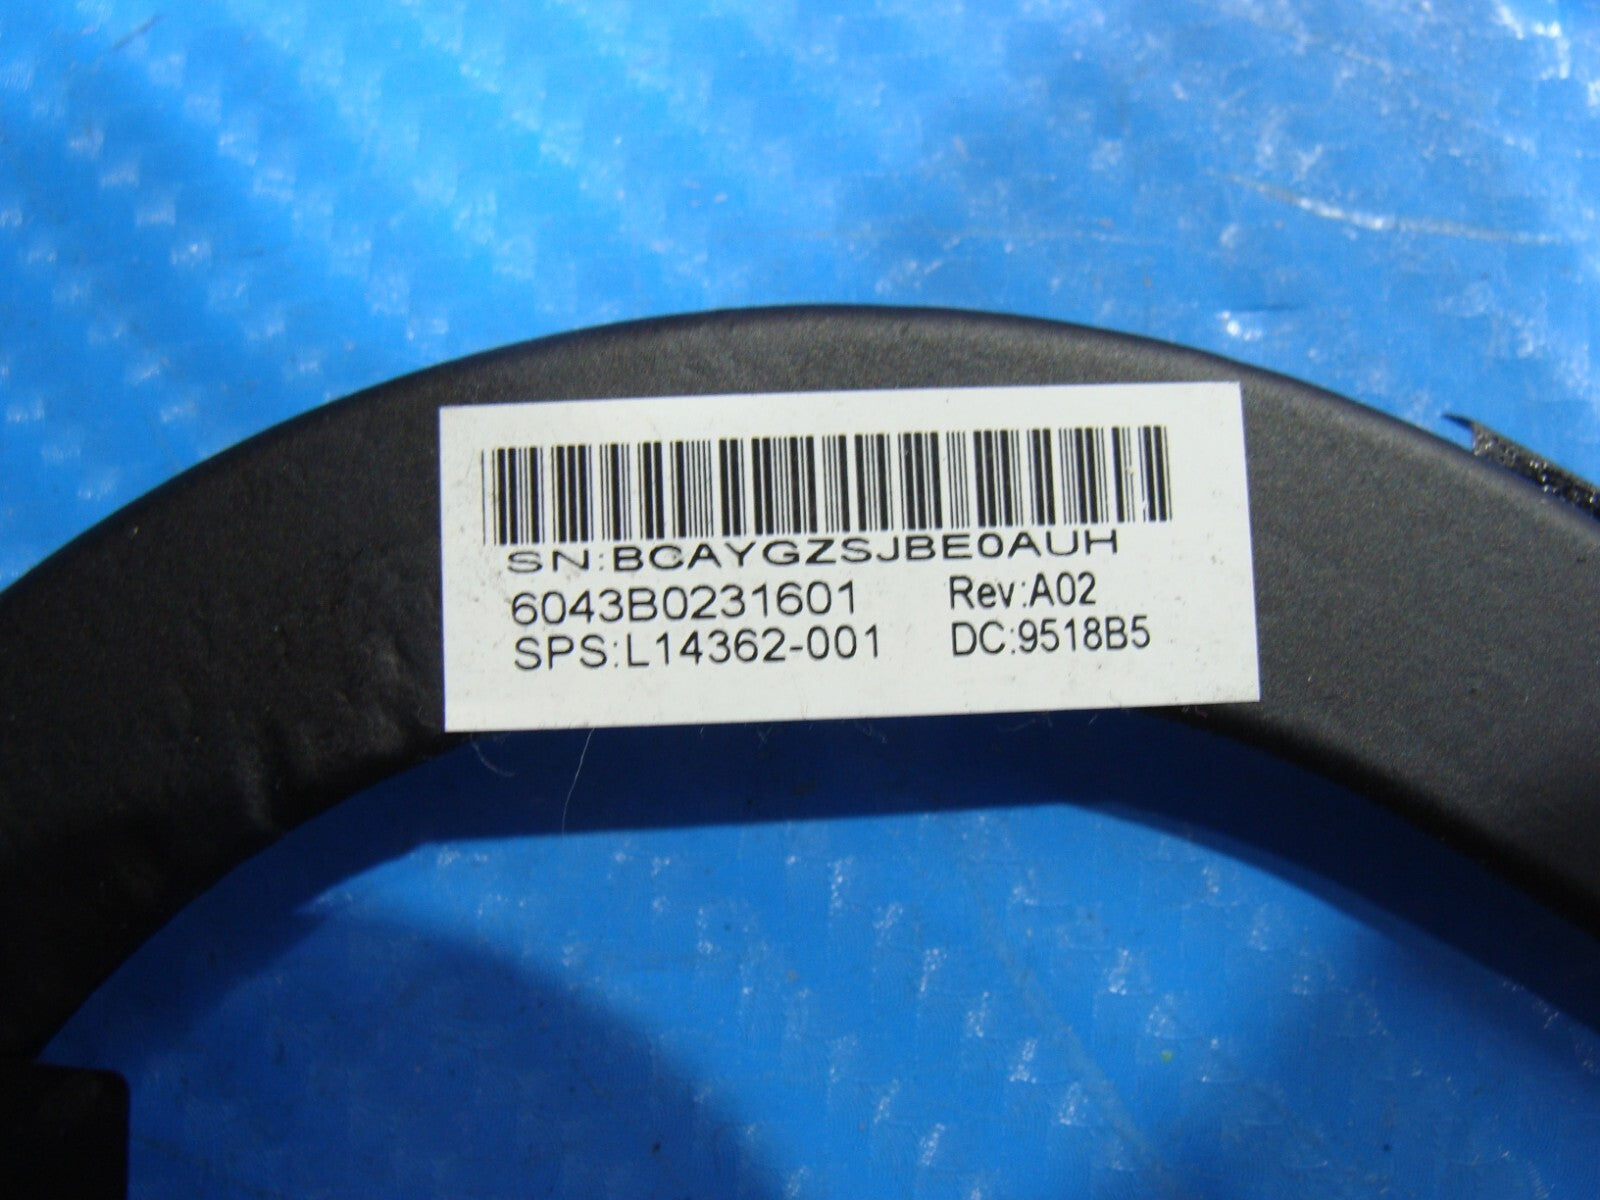 SN:BCAYGZSJBE0AUH
6043B0231601 Rev:A02
SPS:L14362-001 DC:9518B5